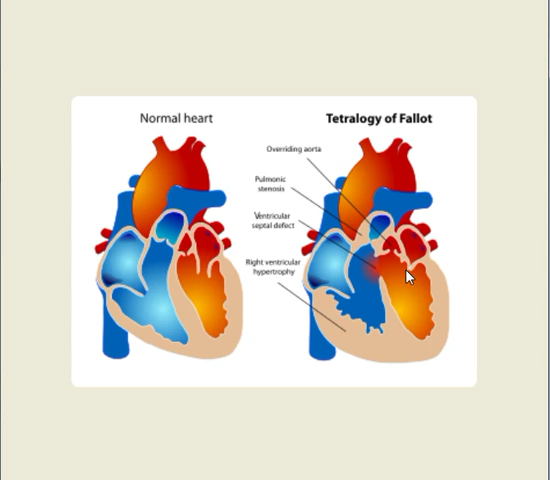 Normal heart
Tetralogy of Fallot
Overriding aorta
Pulmonic
stenosis
Ventricular
septal defect
Right ventricular
hypertrophy